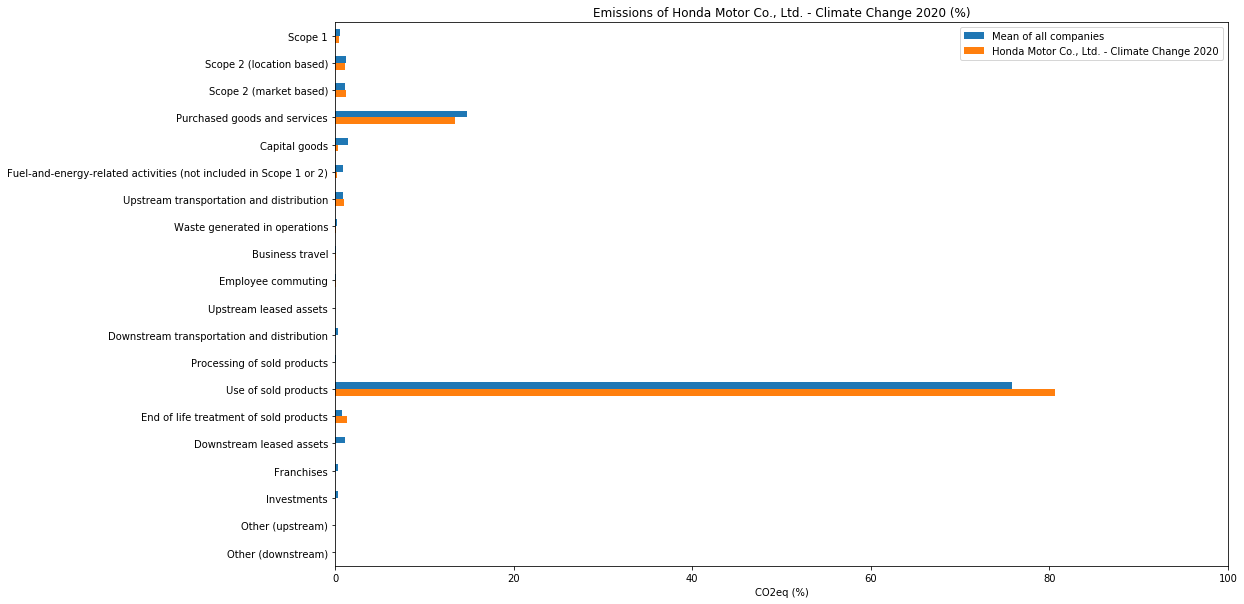 Emissions of Honda Motor Co., Ltd. - Climate Change 2020 (%)
Mean of all companies
Honda Motor Co., Ltd. - Climate Change 2020
Scope 1
Scope 2 (location based)
Scope 2 (market based)
Purchased goods and services
Capital goods
Fuel-and-energy-related activities (not included in Scope 1 or 2)
Upstream transportation and distribution
Waste generated in operations
Business travel
Employee commuting
Upstream leased assets
Downstream transportation and distribution
Processing of sold products
Use of sold products
End of life treatment of sold products
Downstream leased assets
Franchises
Investments
Other (upstream)
Other (downstream)
0 20 40 60 80 100
CO2eq (%)